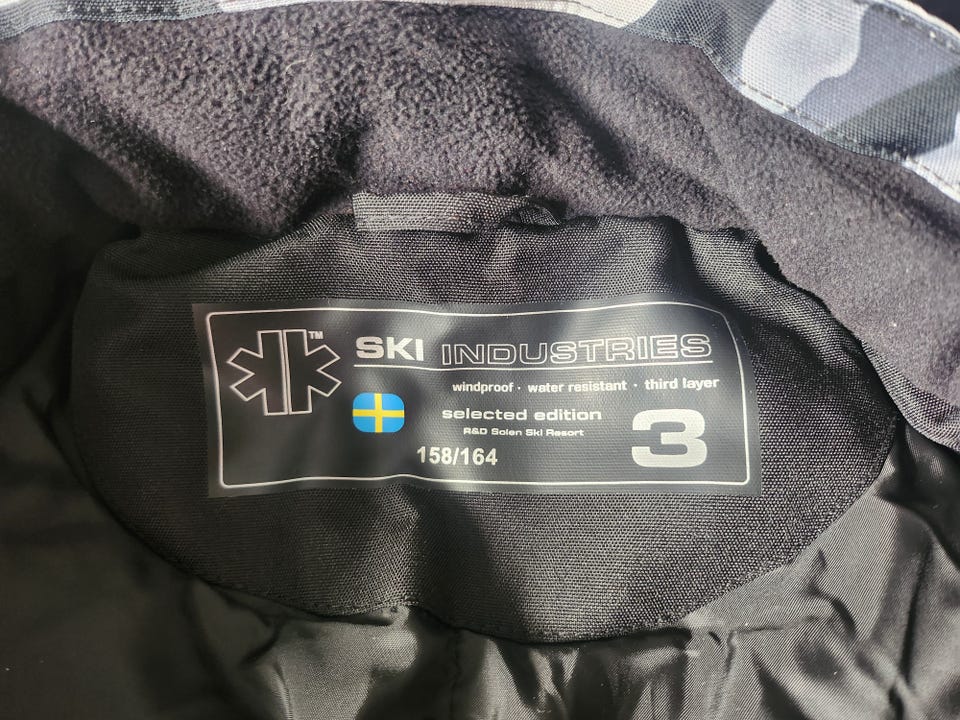 TM
SKI INDUSTRIES
windproof · water resistant · third layer
selected edition
R&D Solen Ski Resort
3
158/164